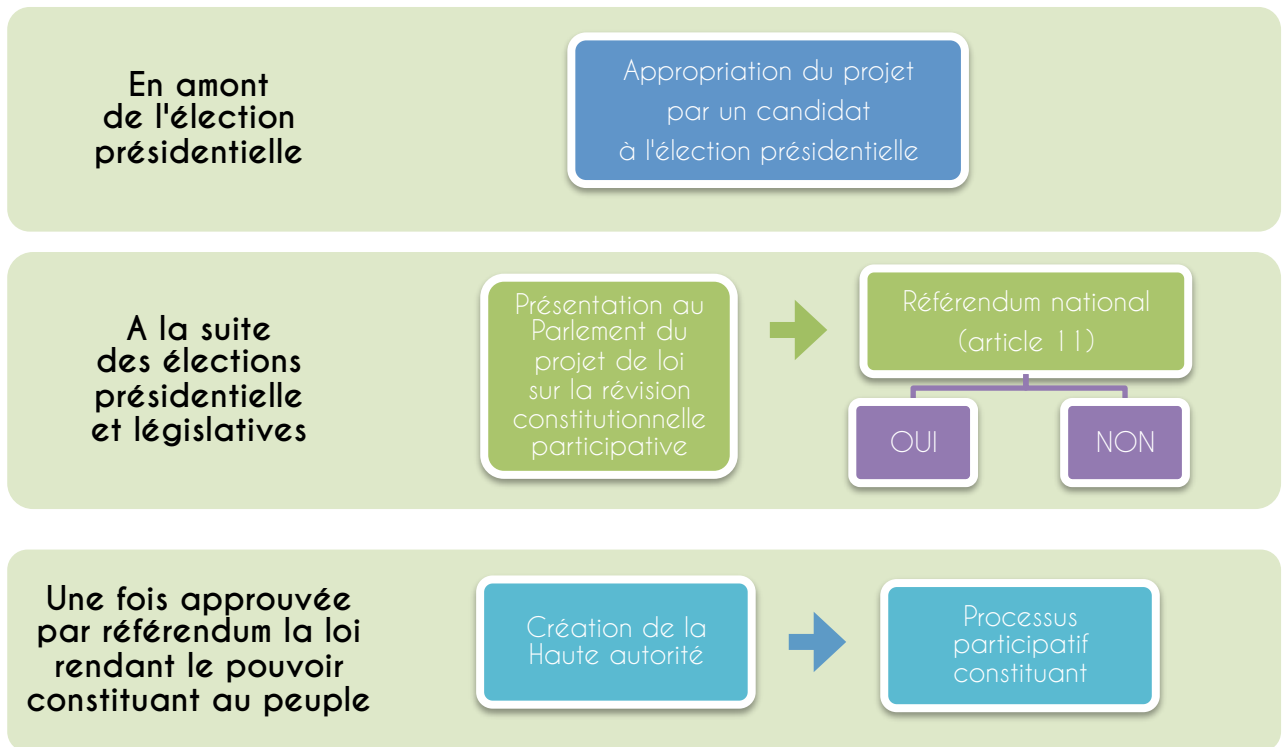 En amont
de l'élection
présidentielle
Appropriation du projet
par un candidat
à l'élection présidentielle
A la suite
des élections
présidentielle
et législatives
Présentation au
Parlement du
projet de loi
sur la révision
constitutionnelle
participative
Référendum national
(article 11)
OUI
NON
Une fois approuvée
par référendum la loi
rendant le pouvoir
constituant au peuple
Création de la
Haute autorité
Processus
participatif
constituant